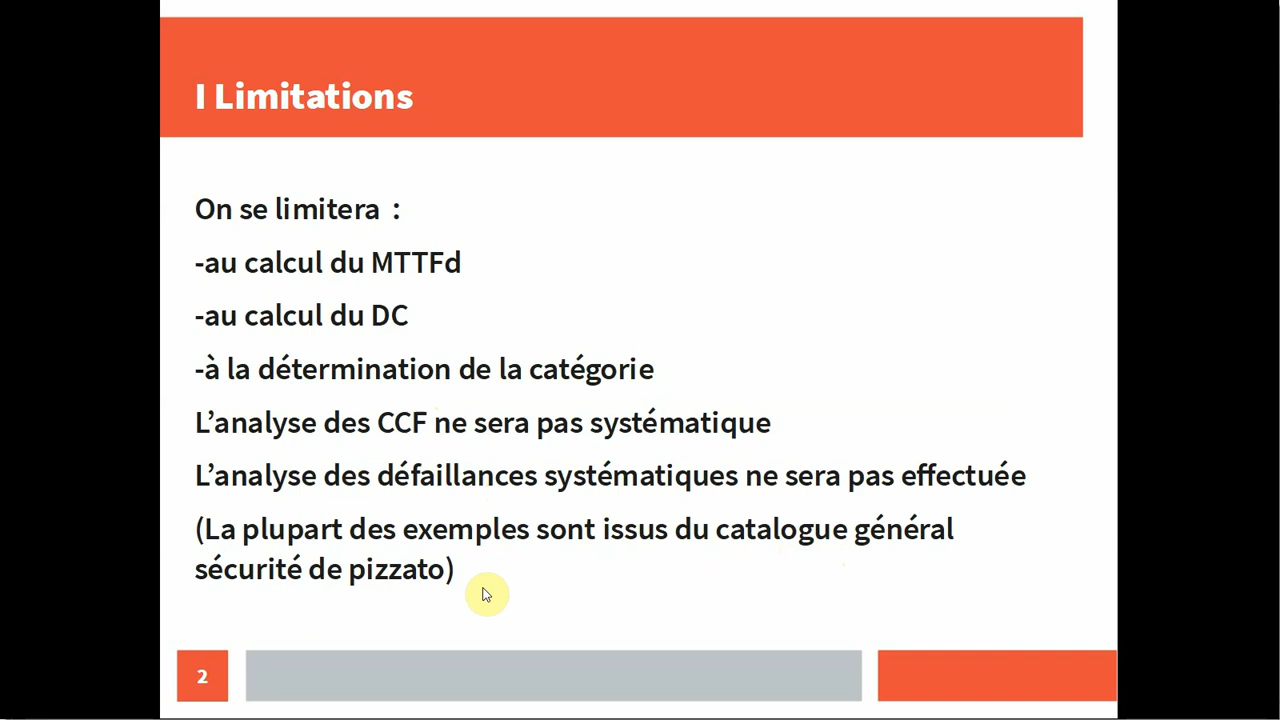 I Limitations
On se limitera :
-au calcul du MTTFd
-au calcul du DC
-à la détermination de la catégorie
L’analyse des CCF ne sera pas systématique
L’analyse des défaillances systématiques ne sera pas effectuée
(La plupart des exemples sont issus du catalogue général
sécurité de pizzato)
2